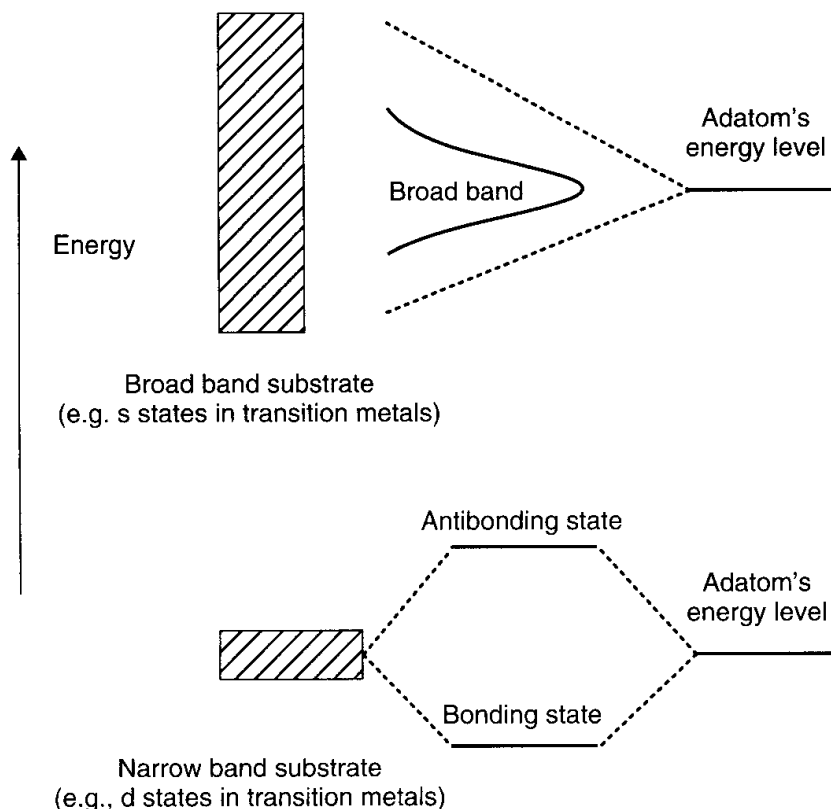 Adatom's
energy level
Broad band
Energy
Broad band substrate
(e.g. s states in transition metals)
Antibonding state
Adatom's
energy level
Bonding state
Narrow band substrate
(e.g., d states in transition metals)